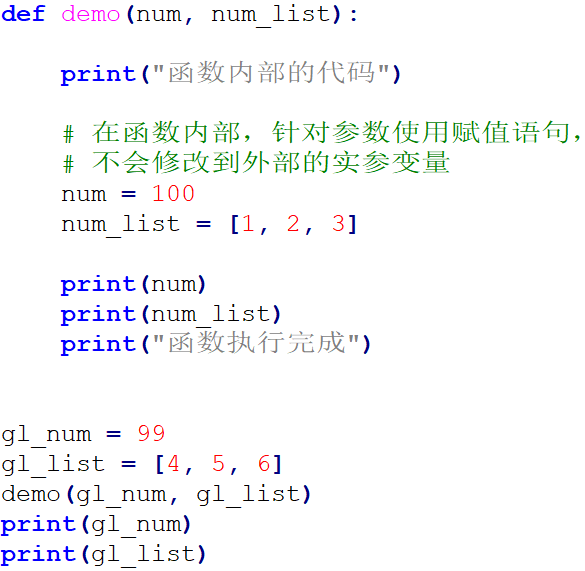 def demo(num, num_list):
print("函数内部的代码")
# 在函数内部，针对参数使用赋值语句，
# 不会修改到外部的实参变量
num = 100
num_list = [1, 2, 3]
print(num)
print(num_list)
print("函数执行完成")
gl_num = 99
gl_list = [4, 5, 6]
demo(gl_num, gl_list)
print(gl_num)
print(gl_list)